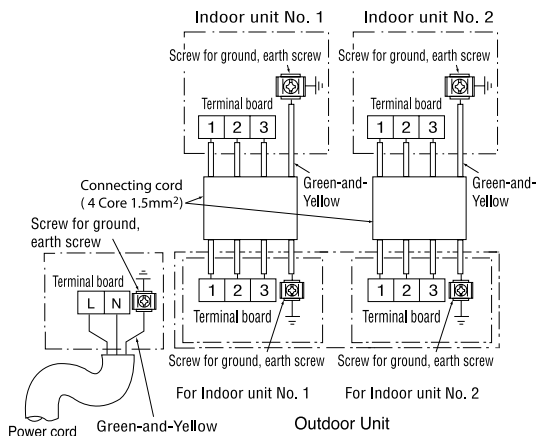 Indoor unit No. 1
Indoor unit No. 2
Screw for ground, earth screw
Screw for ground, earth screw
Terminal board
Terminal board
1 2 3
1 2 3
Connecting cord
( 4 Core 1.5mm²)
Green-and-
Yellow
Green-and-
Yellow
Screw for ground,
earth screw
Terminal board
L N
1 2 3
1 2 3
Terminal board
Terminal board
Screw for ground, earth screw
Screw for ground, earth screw
For Indoor unit No. 1
For Indoor unit No. 2
Power cord
Green-and-Yellow
Outdoor Unit